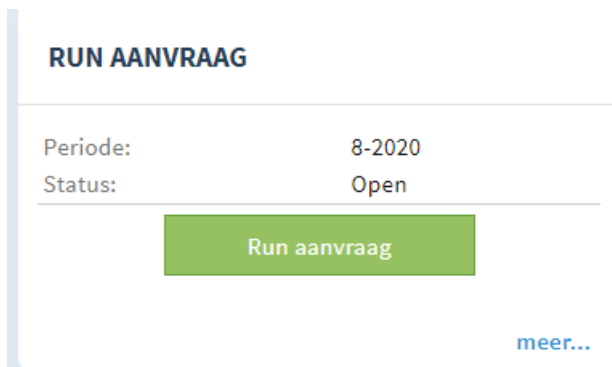 RUN AANVRAAG
Periode: 8-2020
Status: Open
Run aanvraag
meer...